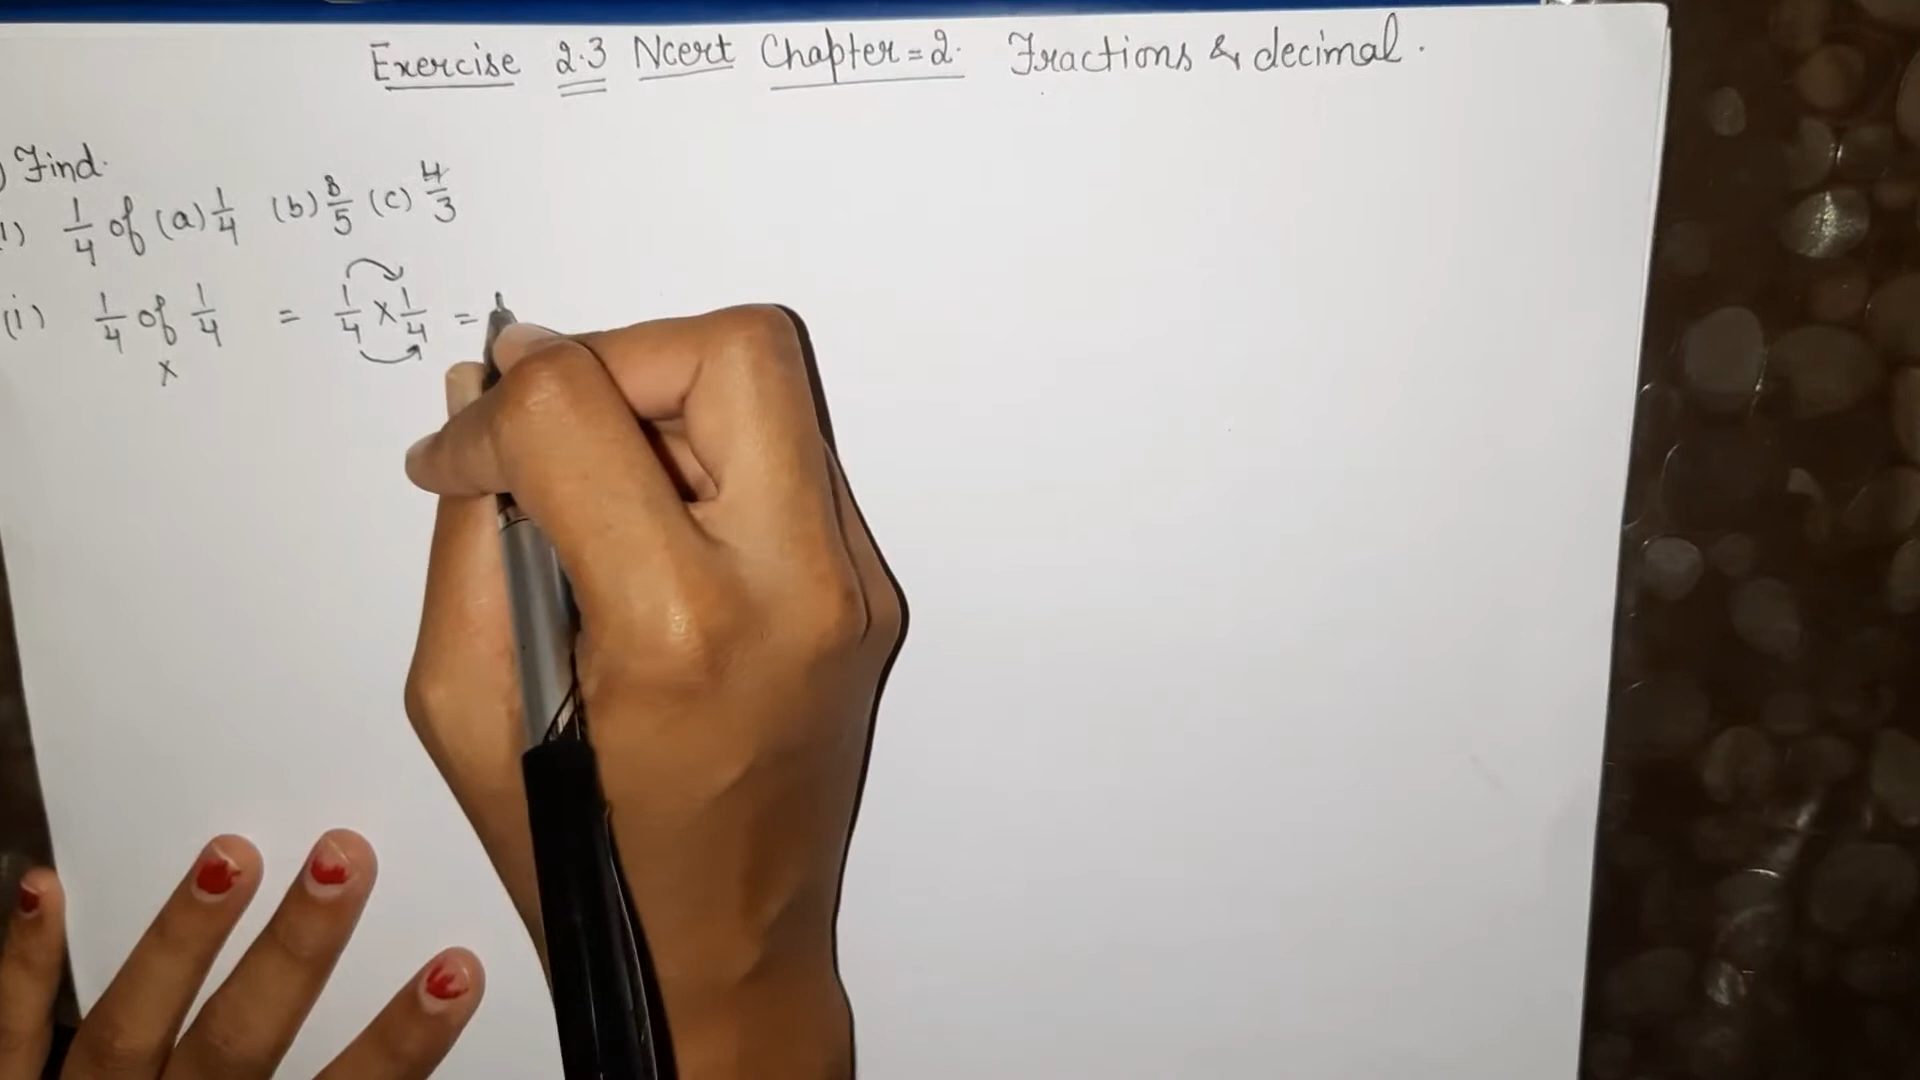 Exercise 2.3 Ncert Chapter=2. Fractions & decimal.
) Find.
1) 1/4 of (a) 1/4 (b) 8/5 (c) 4/3
(i) 1/4 of 1/4 = 1/4 × 1/4 =
×